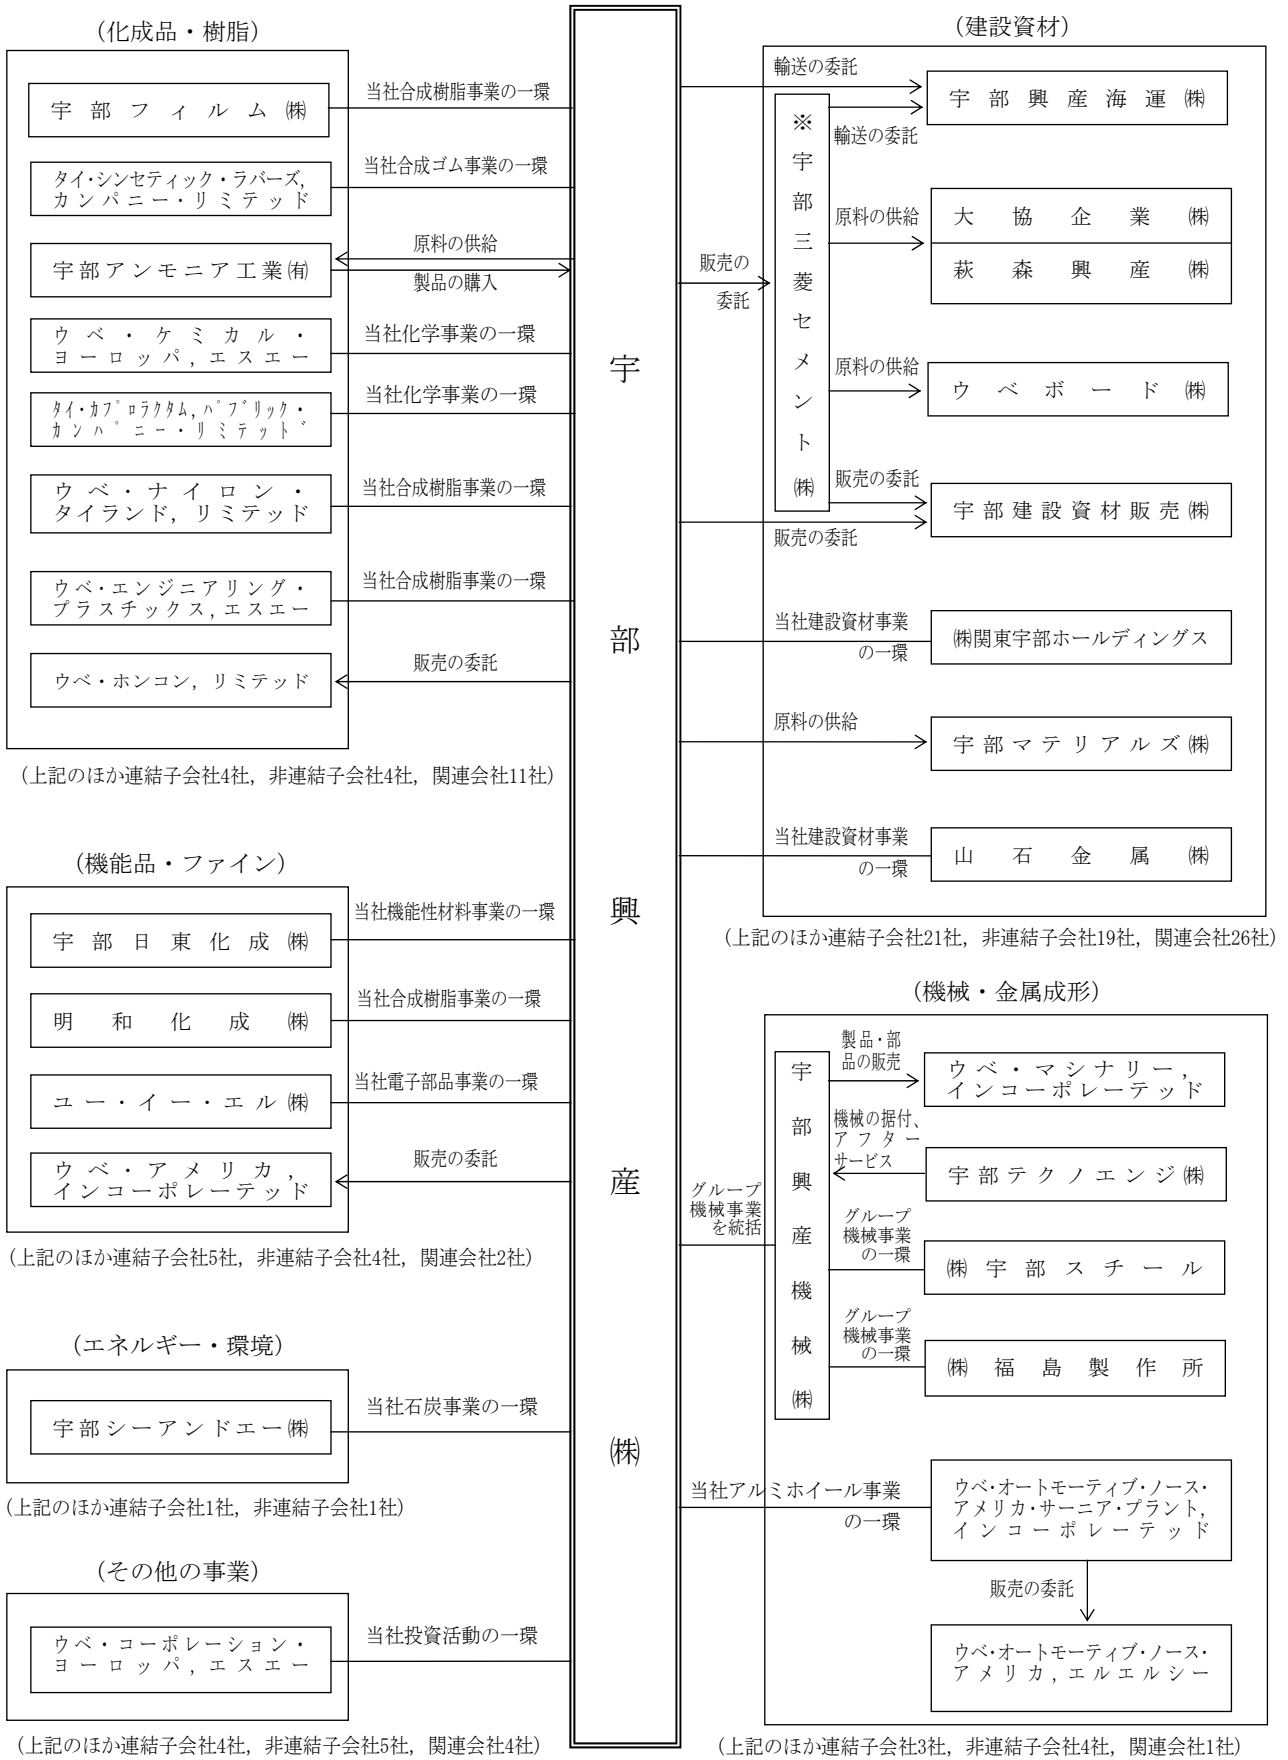 （化成品・樹脂）
宇部フィルム㈱
当社合成樹脂事業の一環
タイ・シンセティック・ラバーズ,
カンパニー・リミテッド
当社合成ゴム事業の一環
宇部アンモニア工業㈲
原料の供給
製品の購入
ウベ・ケミカル・
ヨーロッパ,エスエー
当社化学事業の一環
ﾀｲ・ｶﾌﾟﾛﾗｸﾀﾑ,ﾊﾟﾌﾞﾘｯｸ・
ｶﾝﾊﾟﾆｰ・ﾘﾐﾃｯﾄﾞ
当社化学事業の一環
ウベ・ナイロン・
タイランド,リミテッド
当社合成樹脂事業の一環
ウベ・エンジニアリング・
プラスチックス,エスエー
当社合成樹脂事業の一環
ウベ・ホンコン,リミテッド
販売の委託
（上記のほか連結子会社4社，非連結子会社4社，関連会社11社）
（機能品・ファイン）
宇部日東化成㈱
当社機能性材料事業の一環
明和化成㈱
当社合成樹脂事業の一環
ユー・イー・エル㈱
当社電子部品事業の一環
ウベ・アメリカ,
インコーポレーテッド
販売の委託
（上記のほか連結子会社5社，非連結子会社4社，関連会社2社）
（エネルギー・環境）
宇部シーアンドエー㈱
当社石炭事業の一環
（上記のほか連結子会社1社，非連結子会社1社）
（その他の事業）
ウベ・コーポレーション・
ヨーロッパ,エスエー
当社投資活動の一環
（上記のほか連結子会社4社，非連結子会社5社，関連会社4社）
宇部興産㈱
（建設資材）
輸送の委託
宇部興産海運㈱
輸送の委託
※宇部三菱セメント㈱
販売の
委託
原料の供給
大協企業㈱
萩森興産㈱
原料の供給
ウベボード㈱
販売の委託
宇部建設資材販売㈱
販売の委託
当社建設資材事業
の一環
㈱関東宇部ホールディングス
原料の供給
宇部マテリアルズ㈱
当社建設資材事業
の一環
山石金属㈱
（上記のほか連結子会社21社，非連結子会社19社，関連会社26社）
（機械・金属成形）
グループ
機械事業
を統括
宇部興産機械㈱
製品・部
品の販売
ウベ・マシナリー,
インコーポレーテッド
機械の据付、
アフター
サービス
宇部テクノエンジ㈱
グループ
機械事業
の一環
㈱宇部スチール
グループ
機械事業
の一環
㈱福島製作所
当社アルミホイール事業
の一環
ウベ・オートモーティブ・ノース・
アメリカ・サーニア・プラント,
インコーポレーテッド
販売の委託
ウベ・オートモーティブ・ノース・
アメリカ,エルエルシー
（上記のほか連結子会社3社，非連結子会社4社，関連会社1社）